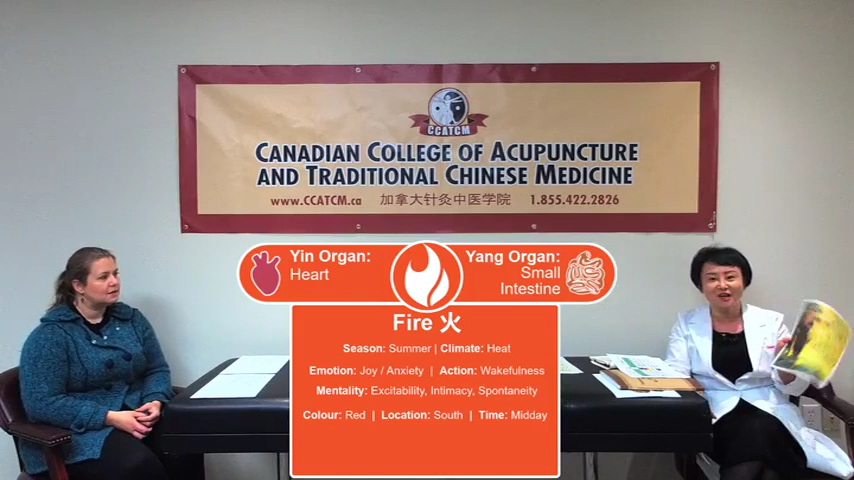 CCATCM
CANADIAN COLLEGE OF ACUPUNCTURE
AND TRADITIONAL CHINESE MEDICINE
www.CCATCM.ca 加拿大针灸中医学院 1.855.422.2826
Yin Organ:
Heart
Yang Organ:
Small
Intestine
Fire 火
Season: Summer | Climate: Heat
Emotion: Joy / Anxiety | Action: Wakefulness
Mentality: Excitability, Intimacy, Spontaneity
Colour: Red | Location: South | Time: Midday